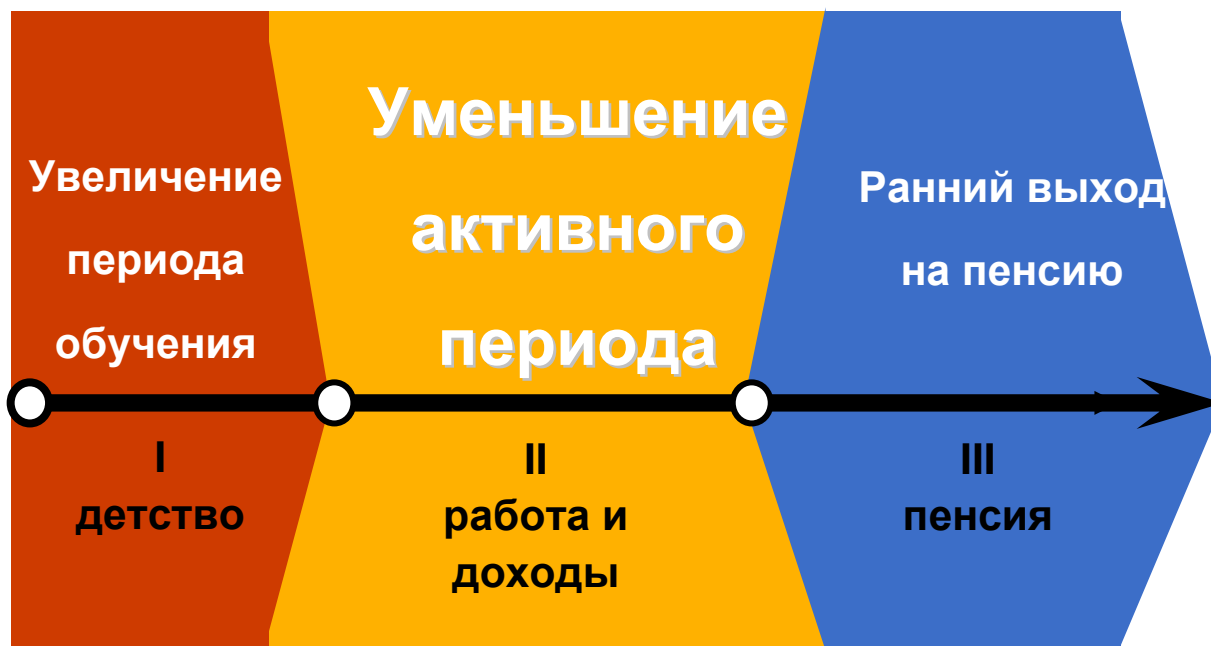 Увеличение
периода
обучения
Уменьшение
активного
периода
Ранний выход
на пенсию
I
детство
II
работа и
доходы
III
пенсия